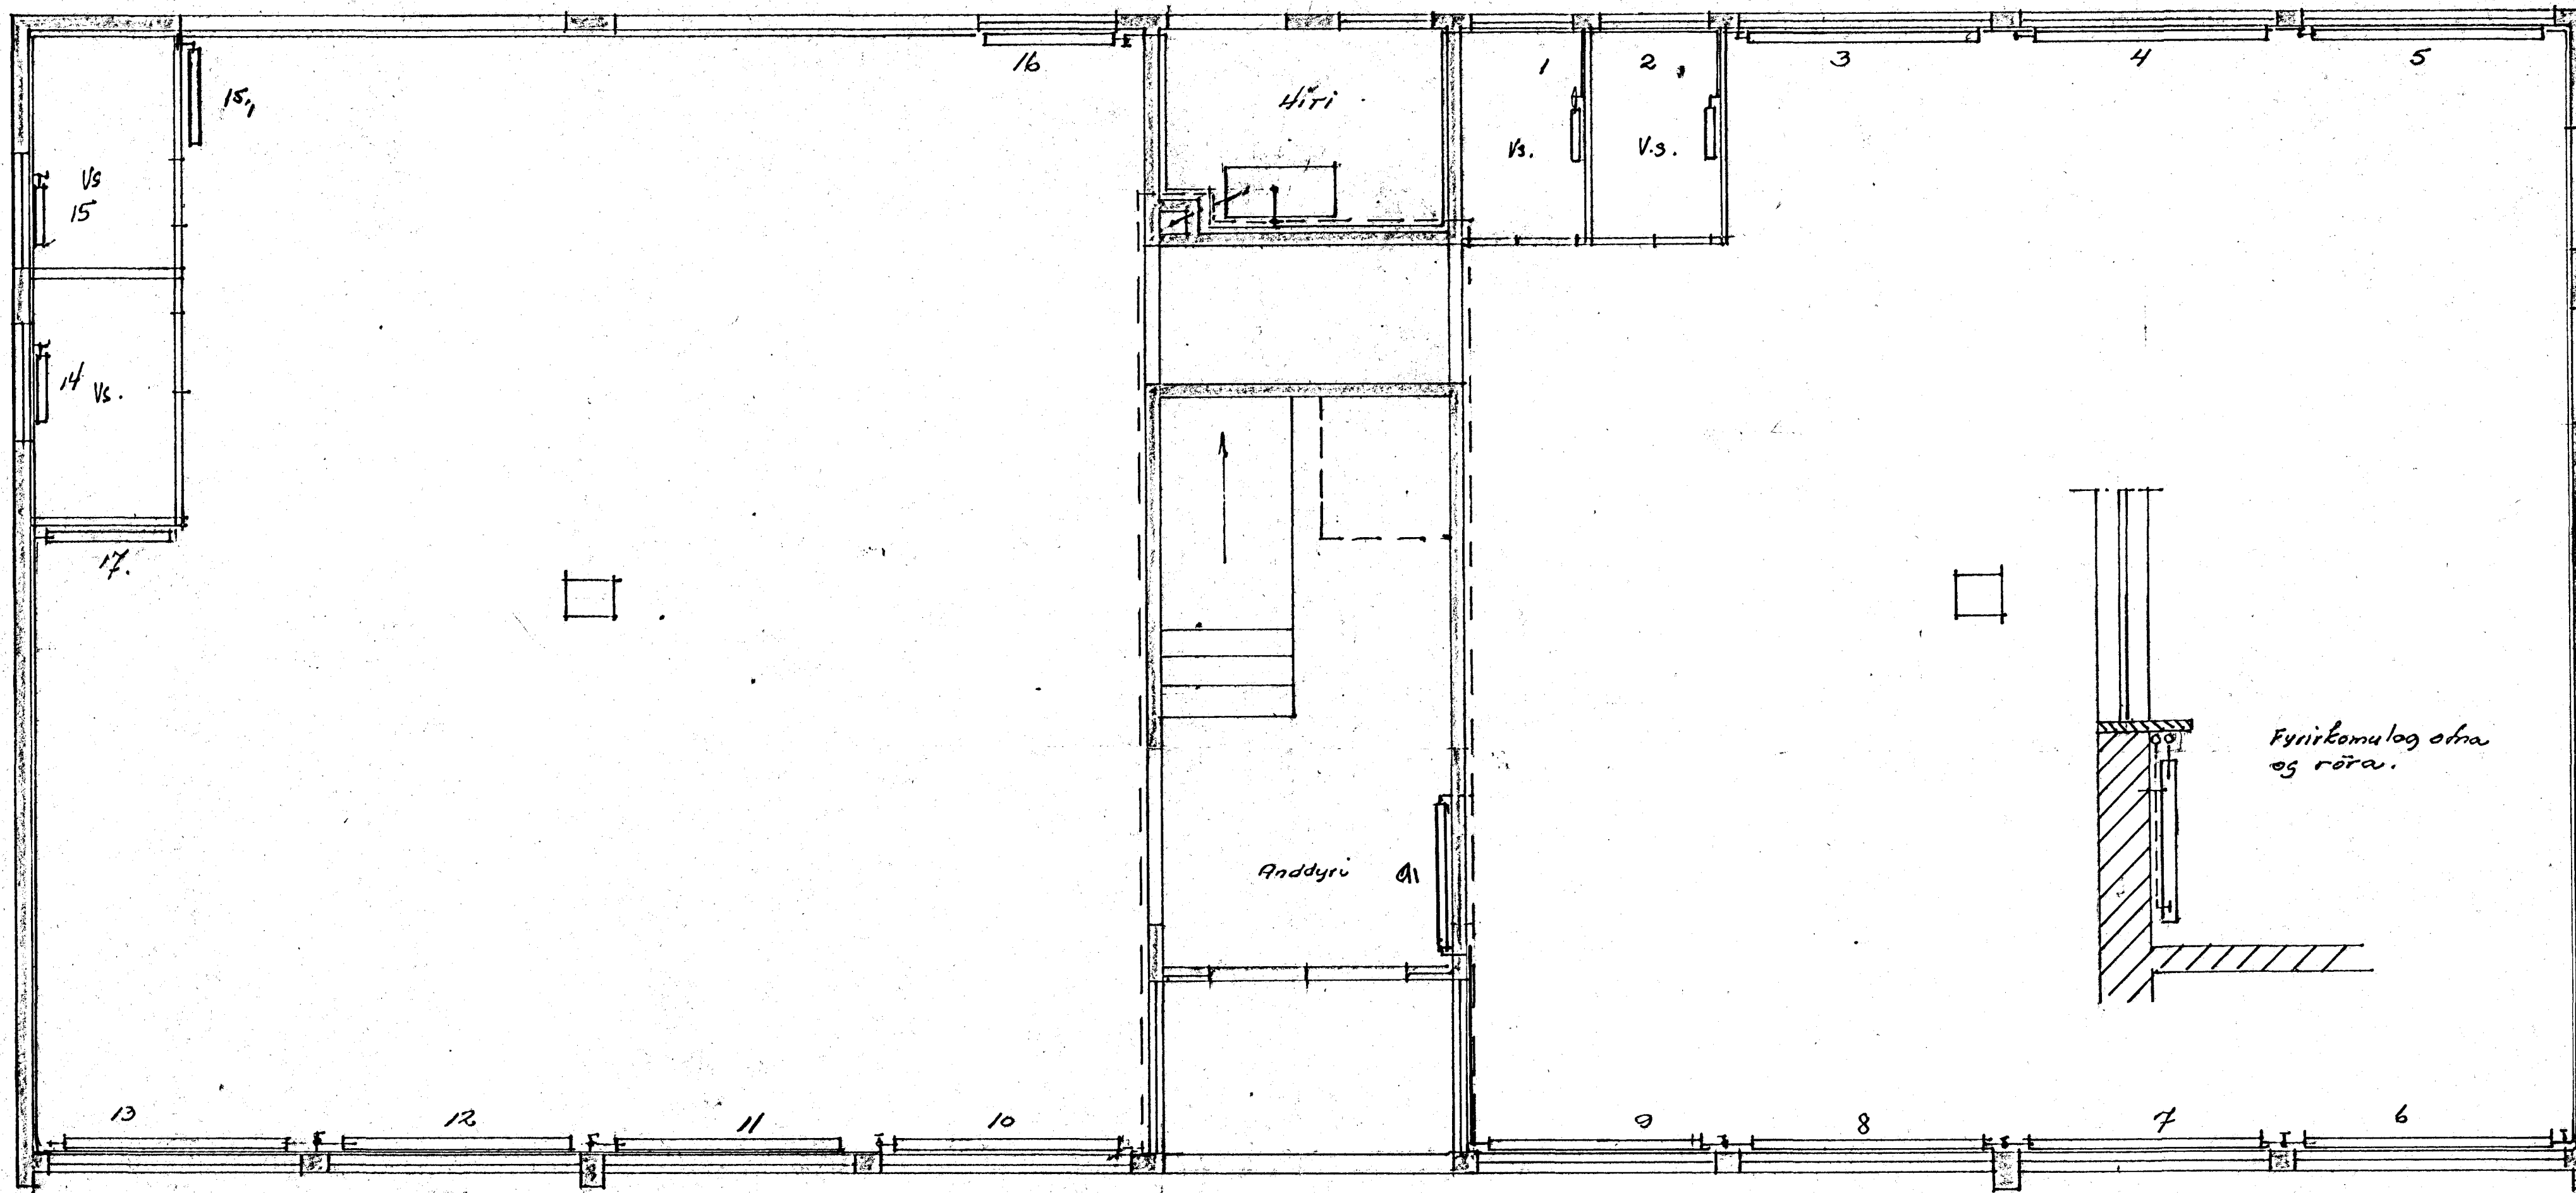 16
1
2
3
4
5
15,1
Hiti
Vs.
V.s.
Vs
15
14 Vs.
17.
Fyrirkomulag ofna
og röra.
Anddyri
13
12
11
10
9
8
7
6